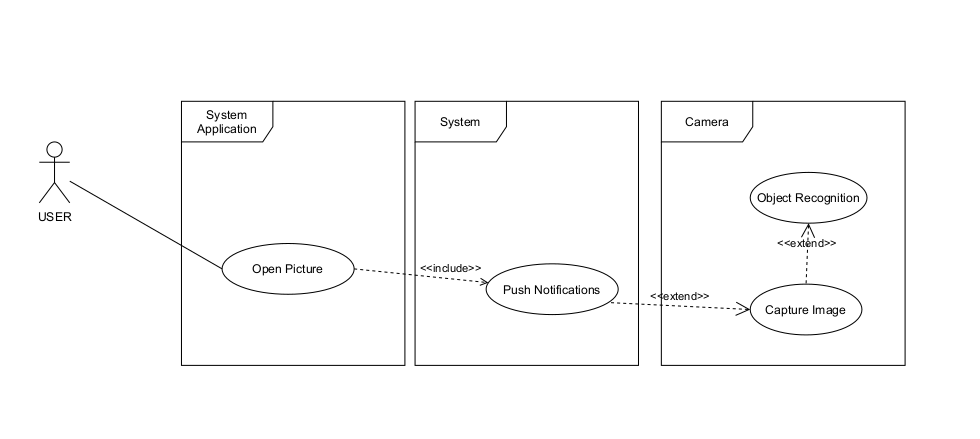 System
Application
System
Camera
USER
Open Picture
<<include>>
Push Notifications
<<extend>>
Object Recognition
<<extend>>
Capture Image